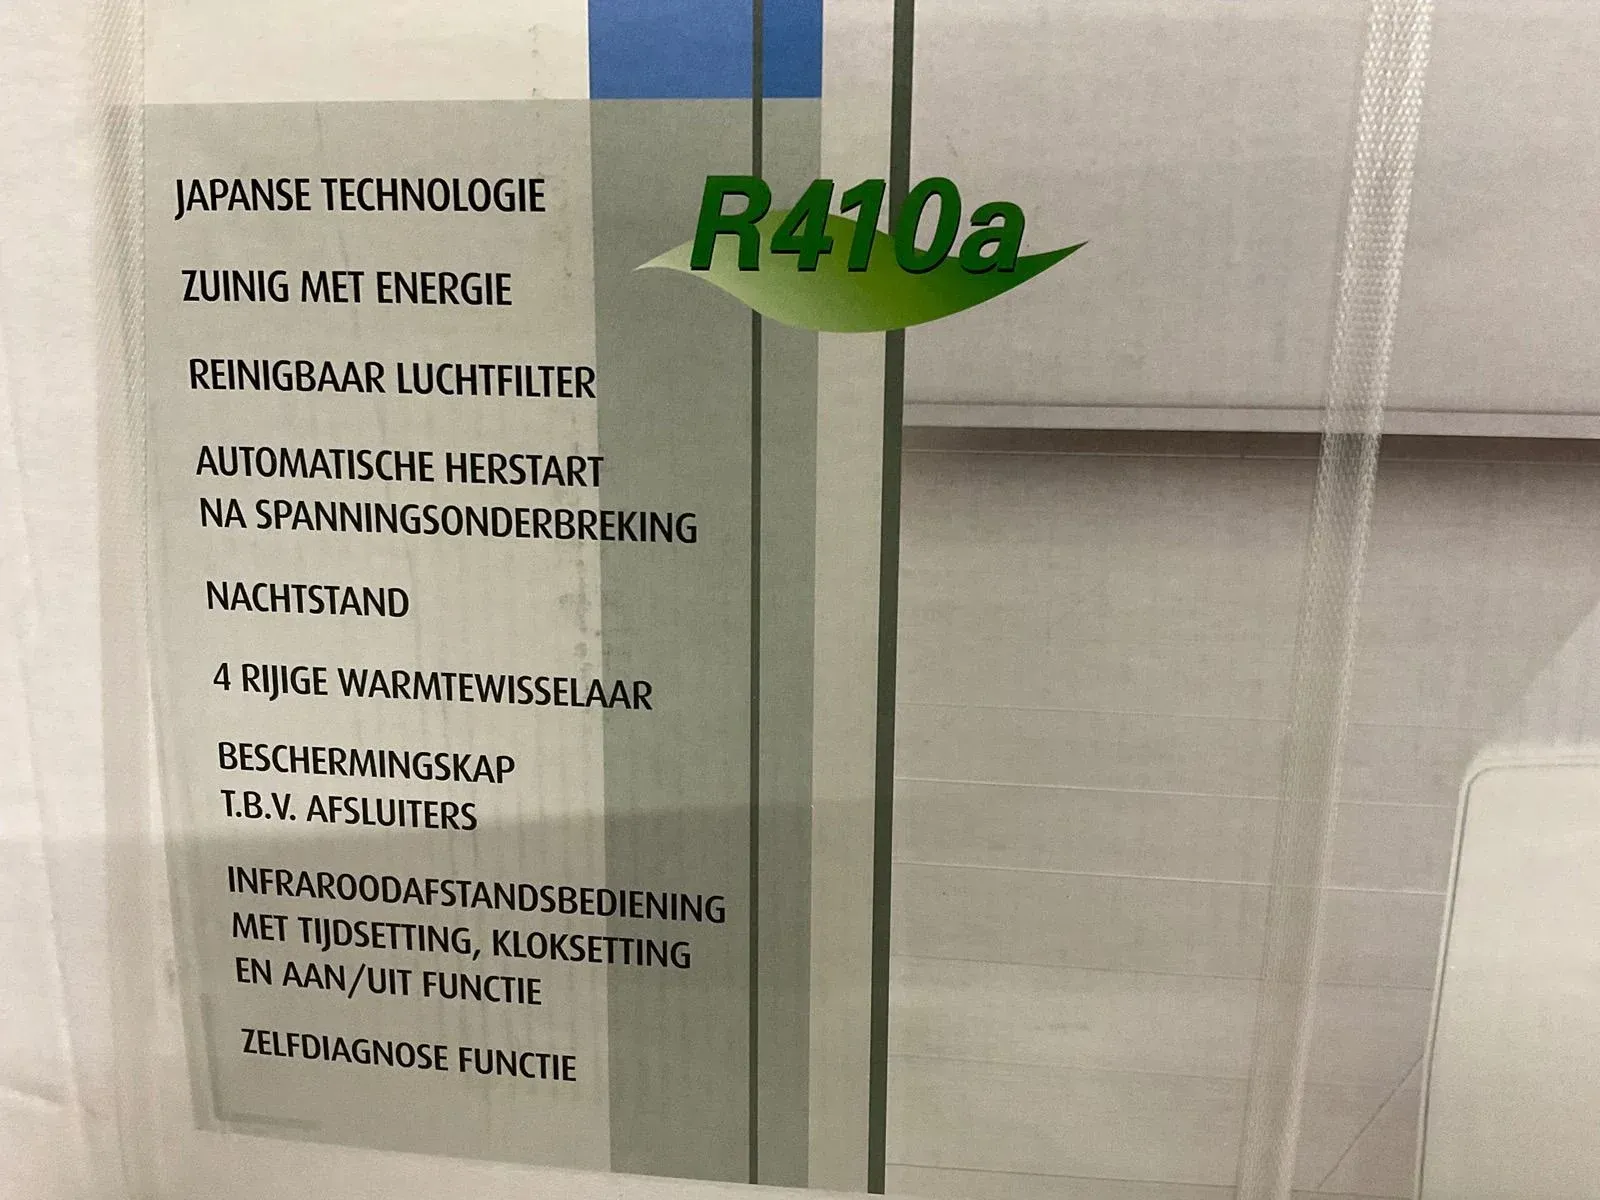 JAPANSE TECHNOLOGIE
R410a
ZUINIG MET ENERGIE
REINIGBAAR LUCHTFILTER
AUTOMATISCHE HERSTART
NA SPANNINGSONDERBREKING
NACHTSTAND
4 RIJIGE WARMTEWISSELAAR
BESCHERMINGSKAP
T.B.V. AFSLUITERS
INFRAROODAFSTANDSBEDIENING
MET TIJDSETTING, KLOKSETTING
EN AAN/UIT FUNCTIE
ZELFDIAGNOSE FUNCTIE